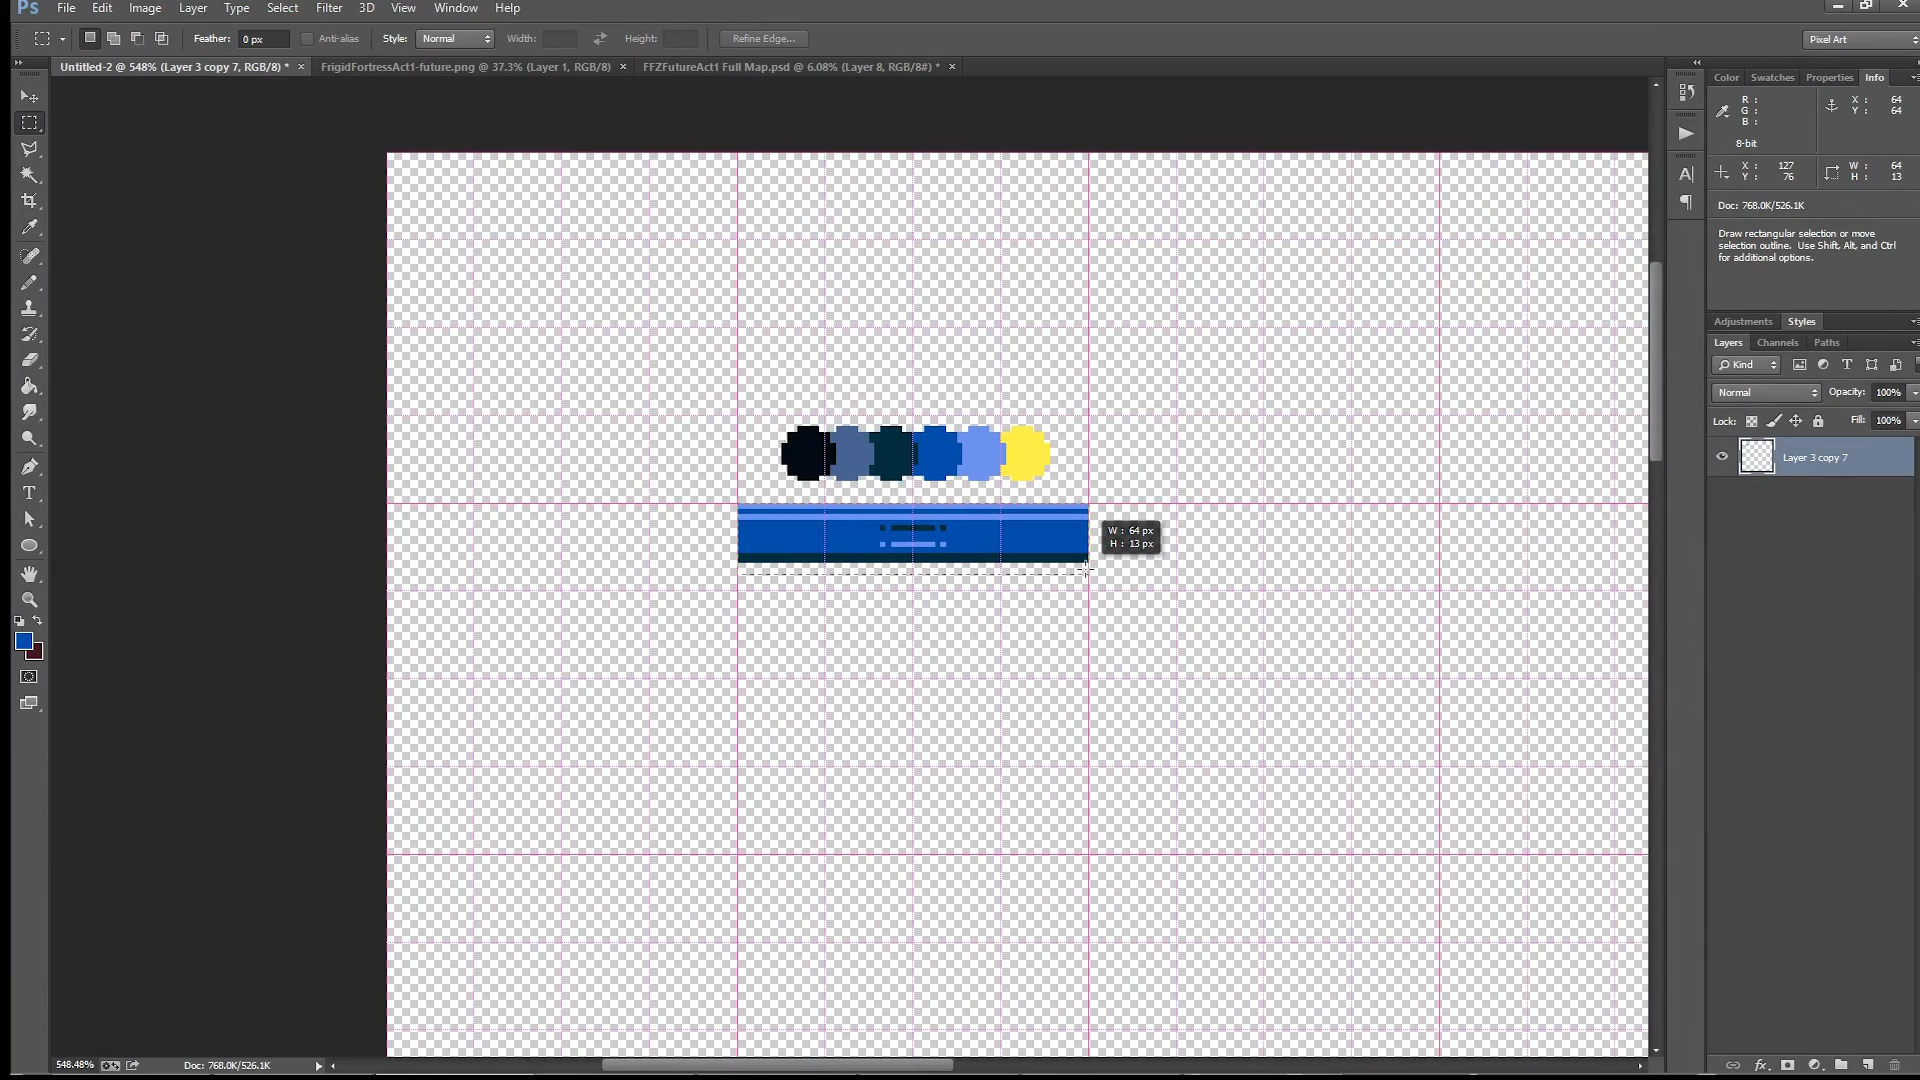 Ps File Edit Image Layer Type Select Filter 3D View Window Help
Feather: 0 px Anti-alias Style: Normal Width: Height: Refine Edge... Pixel Art
Untitled-2 @ 548% (Layer 3 copy 7, RGB/8) * × FrigidFortressAct1-future.png @ 37.3% (Layer 1, RGB/8) × FFZFutureAct1 Full Map.psd @ 6.08% (Layer 8, RGB/8#) * ×
Color Swatches Properties Info
R : X : 64
G : Y : 64
B :
8-bit
X : 127 W : 64
Y : 76 H : 13
Doc: 768.0K/526.1K
Draw rectangular selection or move
selection outline. Use Shift, Alt, and Ctrl
for additional options.
Adjustments Styles
Layers Channels Paths
Kind
Normal Opacity: 100%
Lock: Fill: 100%
Layer 3 copy 7
W : 64 px
H : 13 px
548.48% Doc: 768.0K/526.1K
fx